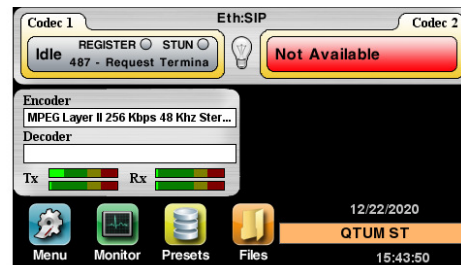 Eth:SIP
Codec 1
Codec 2
Idle
REGISTER STUN
487 - Request Termina
Not Available
Encoder
MPEG Layer II 256 Kbps 48 Khz Ster...
Decoder
Tx Rx
12/22/2020
QTUM ST
Menu Monitor Presets Files
15:43:50